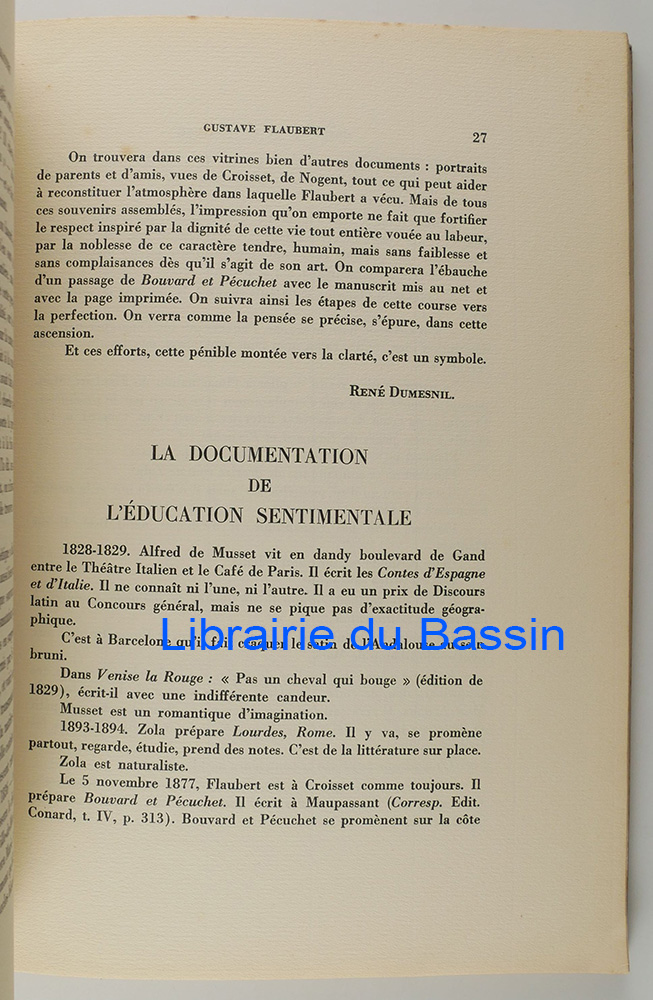 GUSTAVE FLAUBERT
27
On trouvera dans ces vitrines bien d'autres documents : portraits
de parents et d'amis, vues de Croisset, de Nogent, tout ce qui peut aider
à reconstituer l'atmosphère dans laquelle Flaubert a vécu. Mais de tous
ces souvenirs assemblés, l'impression qu'on emporte ne fait que fortifier
le respect inspiré par la dignité de cette vie tout entière vouée au labeur,
par la noblesse de ce caractère tendre, humain, mais sans faiblesse et
sans complaisances dès qu'il s'agit de son art. On comparera l'ébauche
d'un passage de Bouvard et Pécuchet avec le manuscrit mis au net et
avec la page imprimée. On suivra ainsi les étapes de cette course vers
la perfection. On verra comme la pensée se précise, s'épure, dans cette
ascension.
Et ces efforts, cette pénible montée vers la clarté, c'est un symbole.
RENÉ DUMESNIL.
LA DOCUMENTATION
DE
L'ÉDUCATION SENTIMENTALE
1828-1829. Alfred de Musset vit en dandy boulevard de Gand
entre le Théâtre Italien et le Café de Paris. Il écrit les Contes d'Espagne
et d'Italie. Il ne connaît ni l'une, ni l'autre. Il a eu un prix de Discours
latin au Concours général, mais ne se pique pas d'exactitude géogra-
phique.
C'est à Barcelone qu'il fait craquer le satin de l'Andalouse au sein
bruni.
Librairie du Bassin
Dans Venise la Rouge : « Pas un cheval qui bouge » (édition de
1829), écrit-il avec une indifférente candeur.
Musset est un romantique d'imagination.
1893-1894. Zola prépare Lourdes, Rome. Il y va, se promène
partout, regarde, étudie, prend des notes. C'est de la littérature sur place.
Zola est naturaliste.
Le 5 novembre 1877, Flaubert est à Croisset comme toujours. Il
prépare Bouvard et Pécuchet. Il écrit à Maupassant (Corresp. Edit.
Conard, t. IV, p. 313). Bouvard et Pécuchet se promènent sur la côte